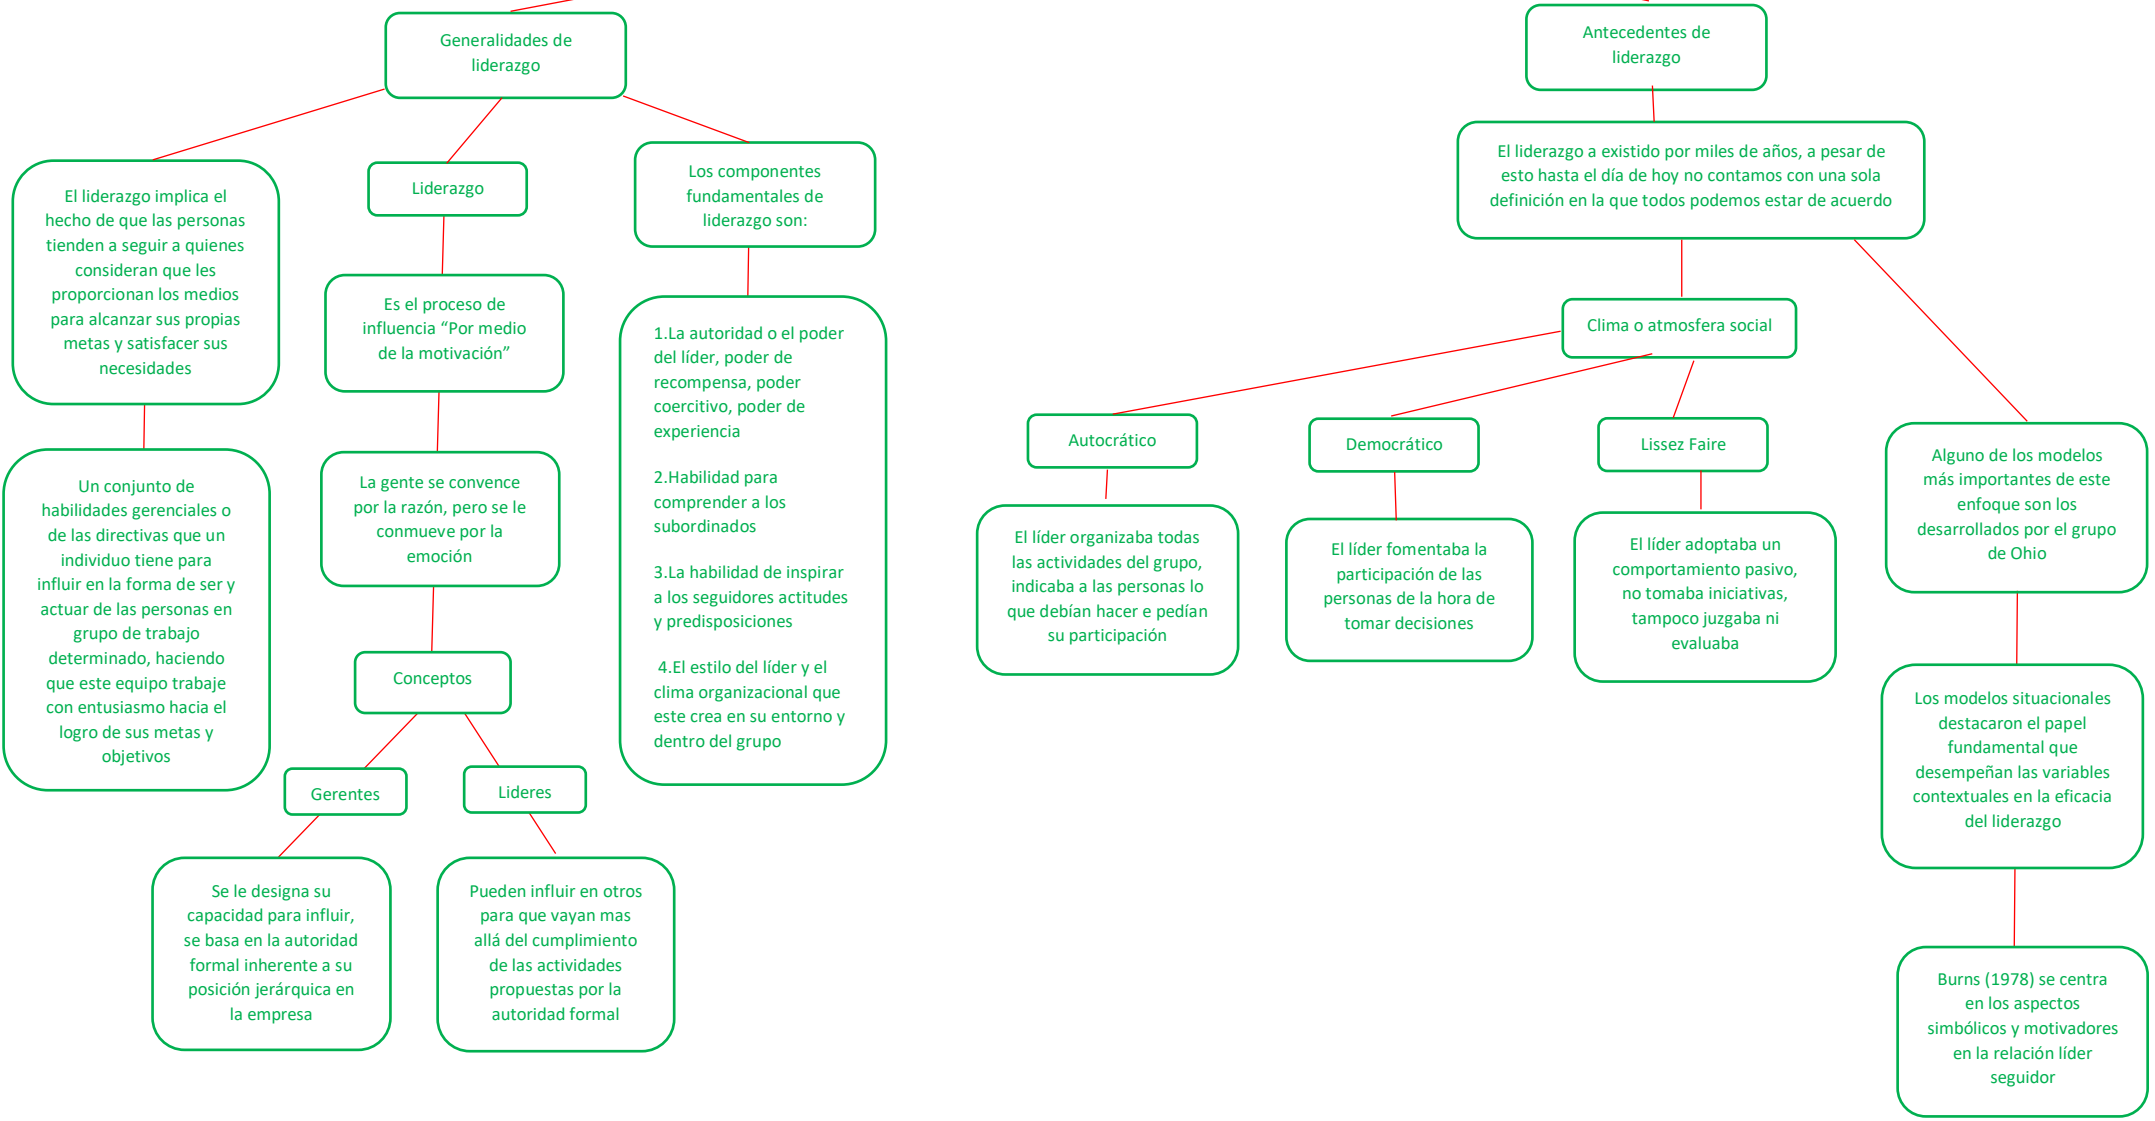 Generalidades de
liderazgo
El liderazgo implica el
hecho de que las personas
tienden a seguir a quienes
consideran que les
proporcionan los medios
para alcanzar sus propias
metas y satisfacer sus
necesidades
Un conjunto de
habilidades gerenciales o
de las directivas que un
individuo tiene para
influir en la forma de ser y
actuar de las personas en
grupo de trabajo
determinado, haciendo
que este equipo trabaje
con entusiasmo hacia el
logro de sus metas y
objetivos
Liderazgo
Es el proceso de
influencia “Por medio
de la motivación”
La gente se convence
por la razón, pero se le
conmueve por la
emoción
Conceptos
Gerentes
Se le designa su
capacidad para influir,
se basa en la autoridad
formal inherente a su
posición jerárquica en
la empresa
Lideres
Pueden influir en otros
para que vayan mas
allá del cumplimiento
de las actividades
propuestas por la
autoridad formal
Los componentes
fundamentales de
liderazgo son:
1.La autoridad o el poder
del líder, poder de
recompensa, poder
coercitivo, poder de
experiencia
2.Habilidad para
comprender a los
subordinados
3.La habilidad de inspirar
a los seguidores actitudes
y predisposiciones
4.El estilo del líder y el
clima organizacional que
este crea en su entorno y
dentro del grupo
Antecedentes de
liderazgo
El liderazgo a existido por miles de años, a pesar de
esto hasta el día de hoy no contamos con una sola
definición en la que todos podemos estar de acuerdo
Clima o atmosfera social
Autocrático
El líder organizaba todas
las actividades del grupo,
indicaba a las personas lo
que debían hacer e pedían
su participación
Democrático
El líder fomentaba la
participación de las
personas de la hora de
tomar decisiones
Lissez Faire
El líder adoptaba un
comportamiento pasivo,
no tomaba iniciativas,
tampoco juzgaba ni
evaluaba
Alguno de los modelos
más importantes de este
enfoque son los
desarrollados por el grupo
de Ohio
Los modelos situacionales
destacaron el papel
fundamental que
desempeñan las variables
contextuales en la eficacia
del liderazgo
Burns (1978) se centra
en los aspectos
simbólicos y motivadores
en la relación líder
seguidor